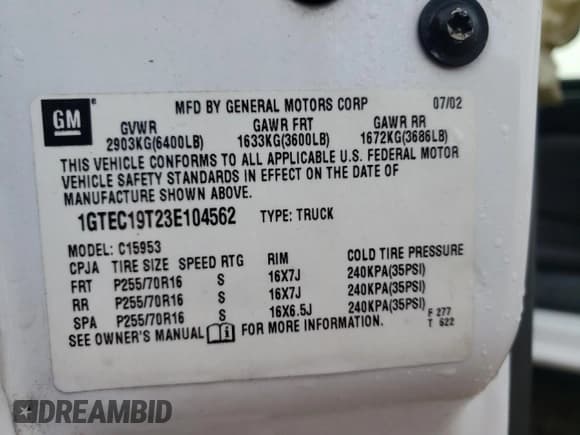 GM ®
MFD BY GENERAL MOTORS CORP 07/02
GVWR GAWR FRT GAWR RR
2903KG(6400LB) 1633KG(3600LB) 1672KG(3686LB)
THIS VEHICLE CONFORMS TO ALL APPLICABLE U.S. FEDERAL MOTOR
VEHICLE SAFETY STANDARDS IN EFFECT ON THE DATE OF
MANUFACTURE SHOWN ABOVE.
1GTEC19T23E104562 TYPE: TRUCK
MODEL: C15953
CPJA TIRE SIZE SPEED RTG RIM COLD TIRE PRESSURE
FRT P255/70R16 S 16X7J 240KPA(35PSI)
RR P255/70R16 S 16X7J 240KPA(35PSI)
SPA P255/70R16 S 16X6.5J 240KPA(35PSI)
SEE OWNER'S MANUAL i FOR MORE INFORMATION.
F 277
T 622
DREAMBID